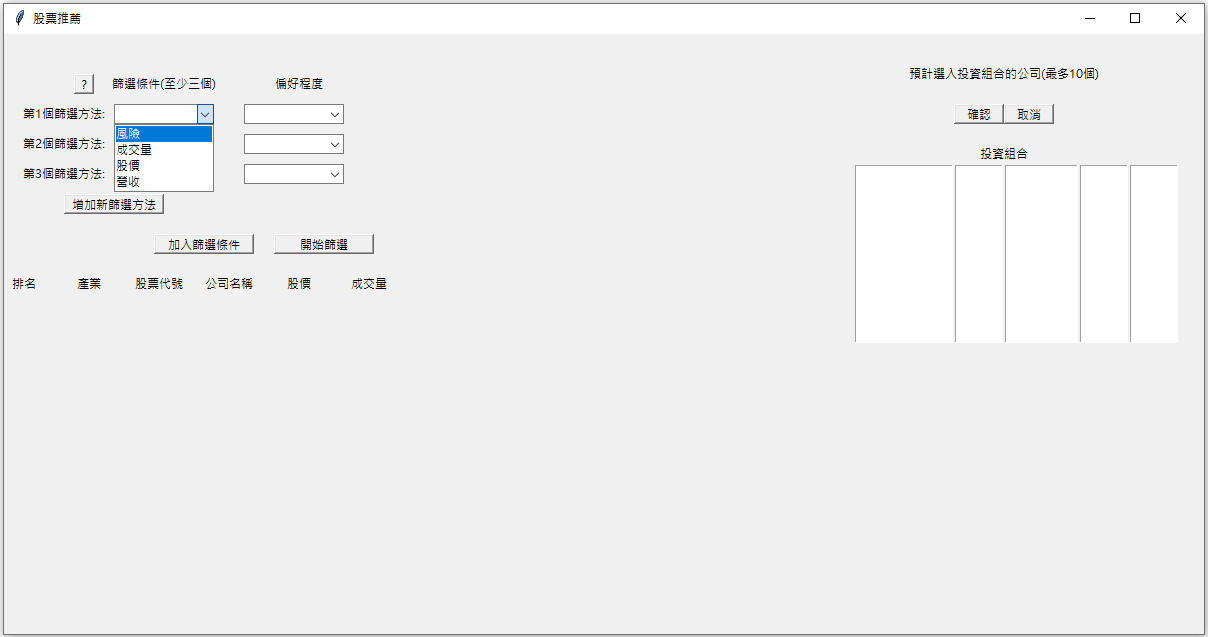 股票推薦
? 篩選條件(至少三個) 偏好程度
第1個篩選方法:
風險
成交量
股價
營收
第2個篩選方法:
第3個篩選方法:
增加新篩選方法
加入篩選條件 開始篩選
排名 產業 股票代號 公司名稱 股價 成交量
預計選入投資組合的公司(最多10個)
確認 取消
投資組合